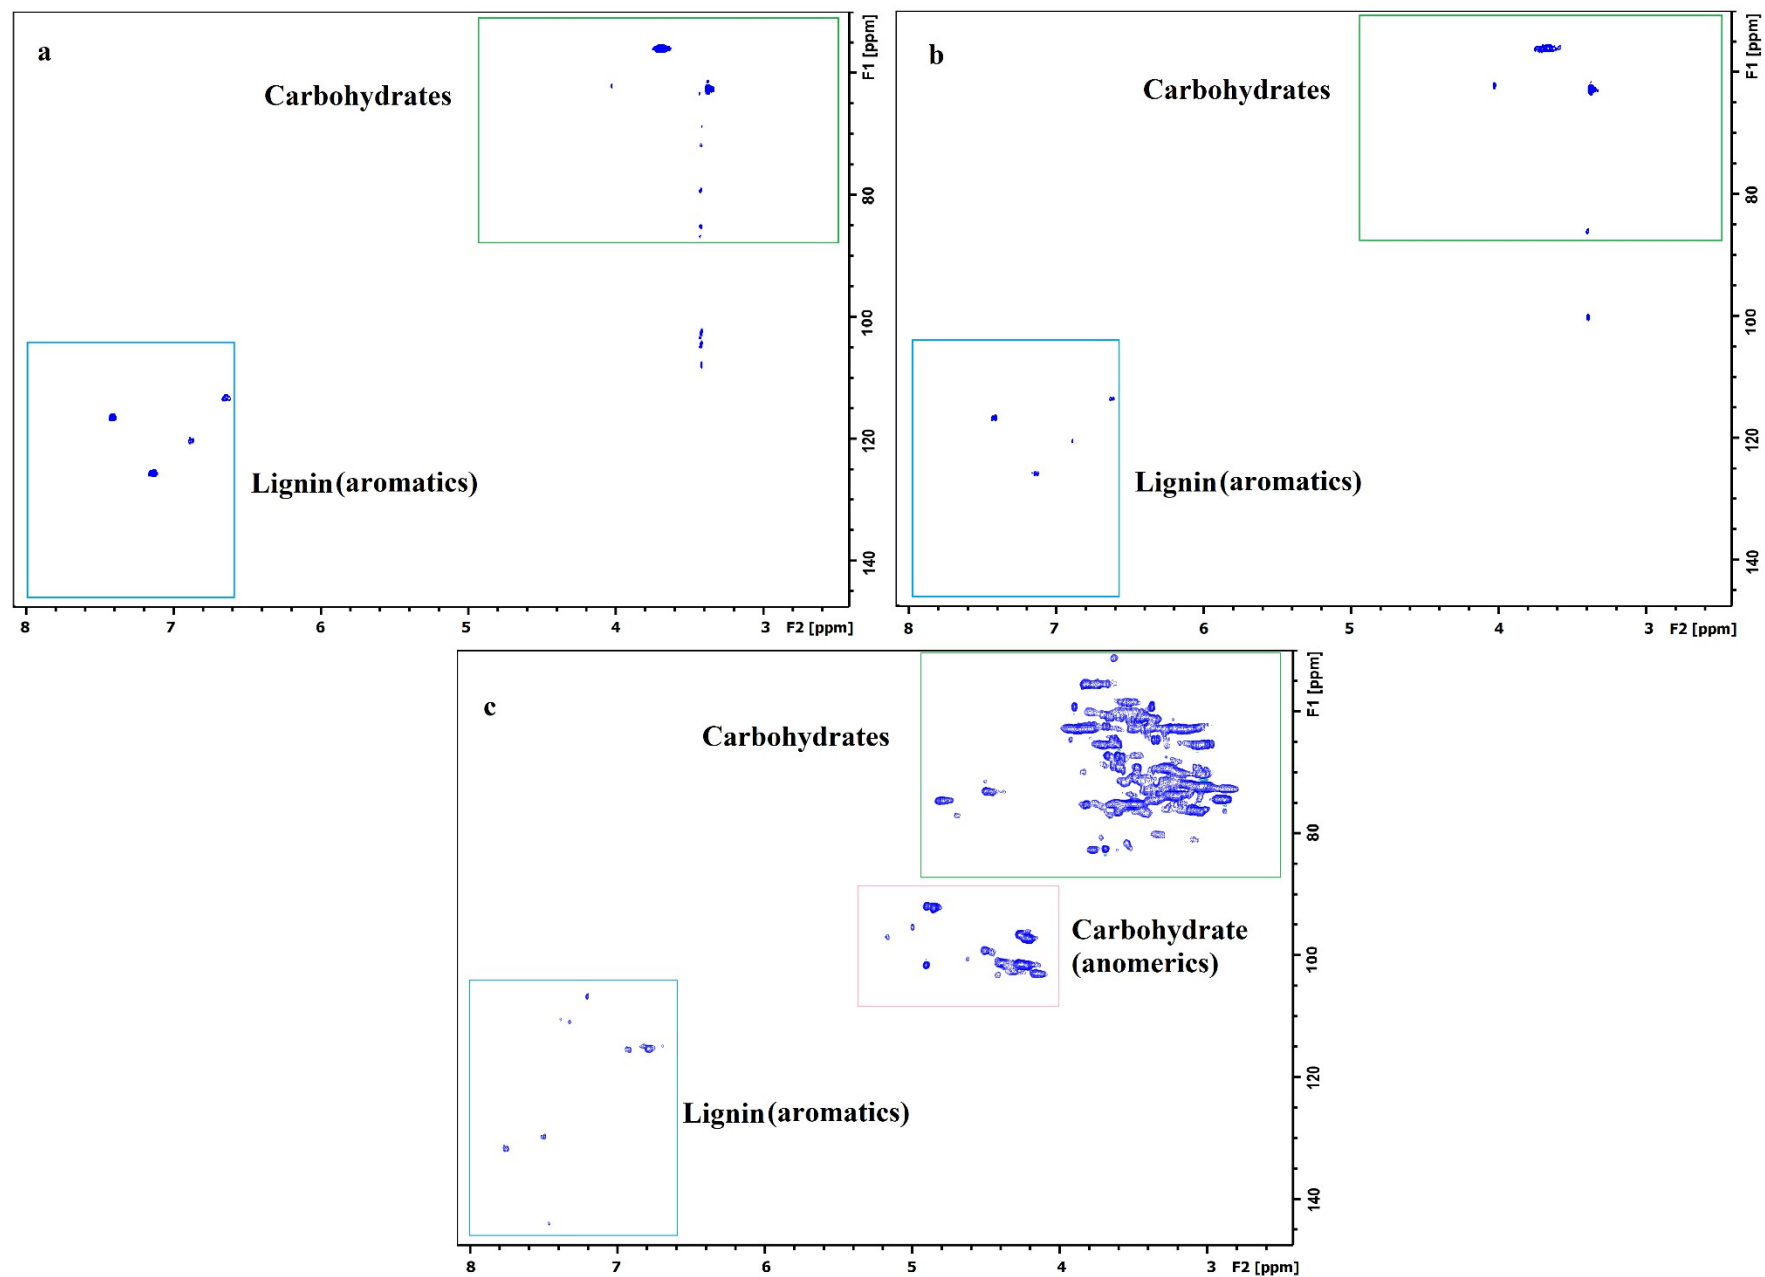 a
Carbohydrates
Lignin (aromatics)
F1 [ppm]
80
100
120
140
8 7 6 5 4 3 F2 [ppm]
b
Carbohydrates
Lignin (aromatics)
F1 [ppm]
80
100
120
140
8 7 6 5 4 3 F2 [ppm]
c
Carbohydrates
Carbohydrate
(anomerics)
Lignin (aromatics)
F1 [ppm]
80
100
120
140
8 7 6 5 4 3 F2 [ppm]